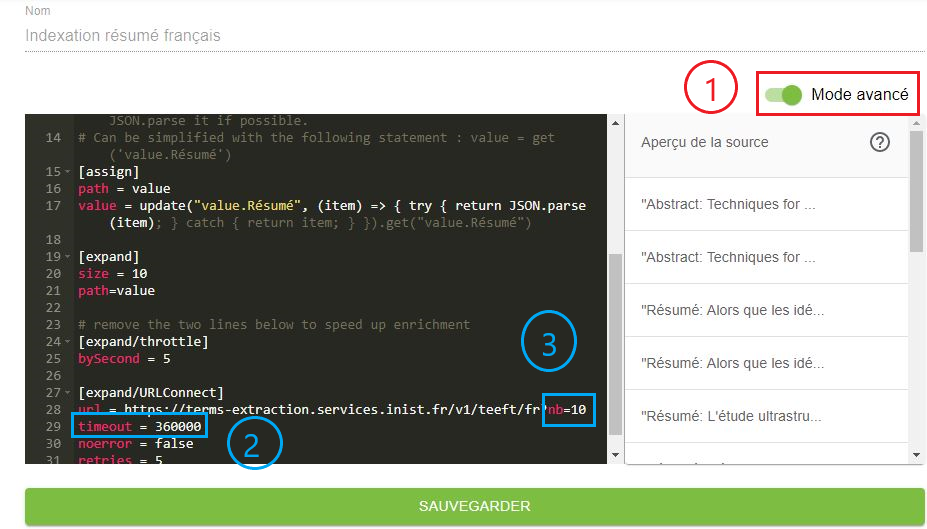 Nom
Indexation résumé français
1
Mode avancé
JSON.parse it if possible.
14 # Can be simplified with the following statement : value = get
('value.Résumé')
15 [assign]
16 path = value
17 value = update("value.Résumé", (item) => { try { return JSON.parse
(item); } catch { return item; } }).get("value.Résumé")
18
19 [expand]
20 size = 10
21 path=value
22
23 # remove the two lines below to speed up enrichment
24 [expand/throttle]
25 bySecond = 5
26
27 [expand/URLConnect]
28 url = https://terms-extraction.services.inist.fr/v1/teeft/fr?nb=10
29 timeout = 360000
30 noerror = false
31 retries = 5
3
2
Aperçu de la source
?
"Abstract: Techniques for ...
"Abstract: Techniques for ...
"Résumé: Alors que les idé...
"Résumé: Alors que les idé...
"Résumé: L'étude ultrastru...
SAUVEGARDER